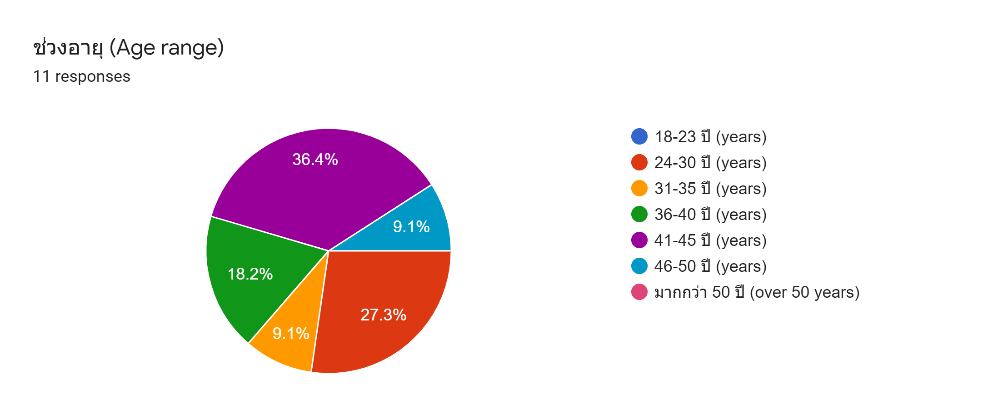 ช่วงอายุ (Age range)
11 responses
36.4%
9.1%
18.2%
27.3%
9.1%
18-23 ปี (years)
24-30 ปี (years)
31-35 ปี (years)
36-40 ปี (years)
41-45 ปี (years)
46-50 ปี (years)
มากกว่า 50 ปี (over 50 years)